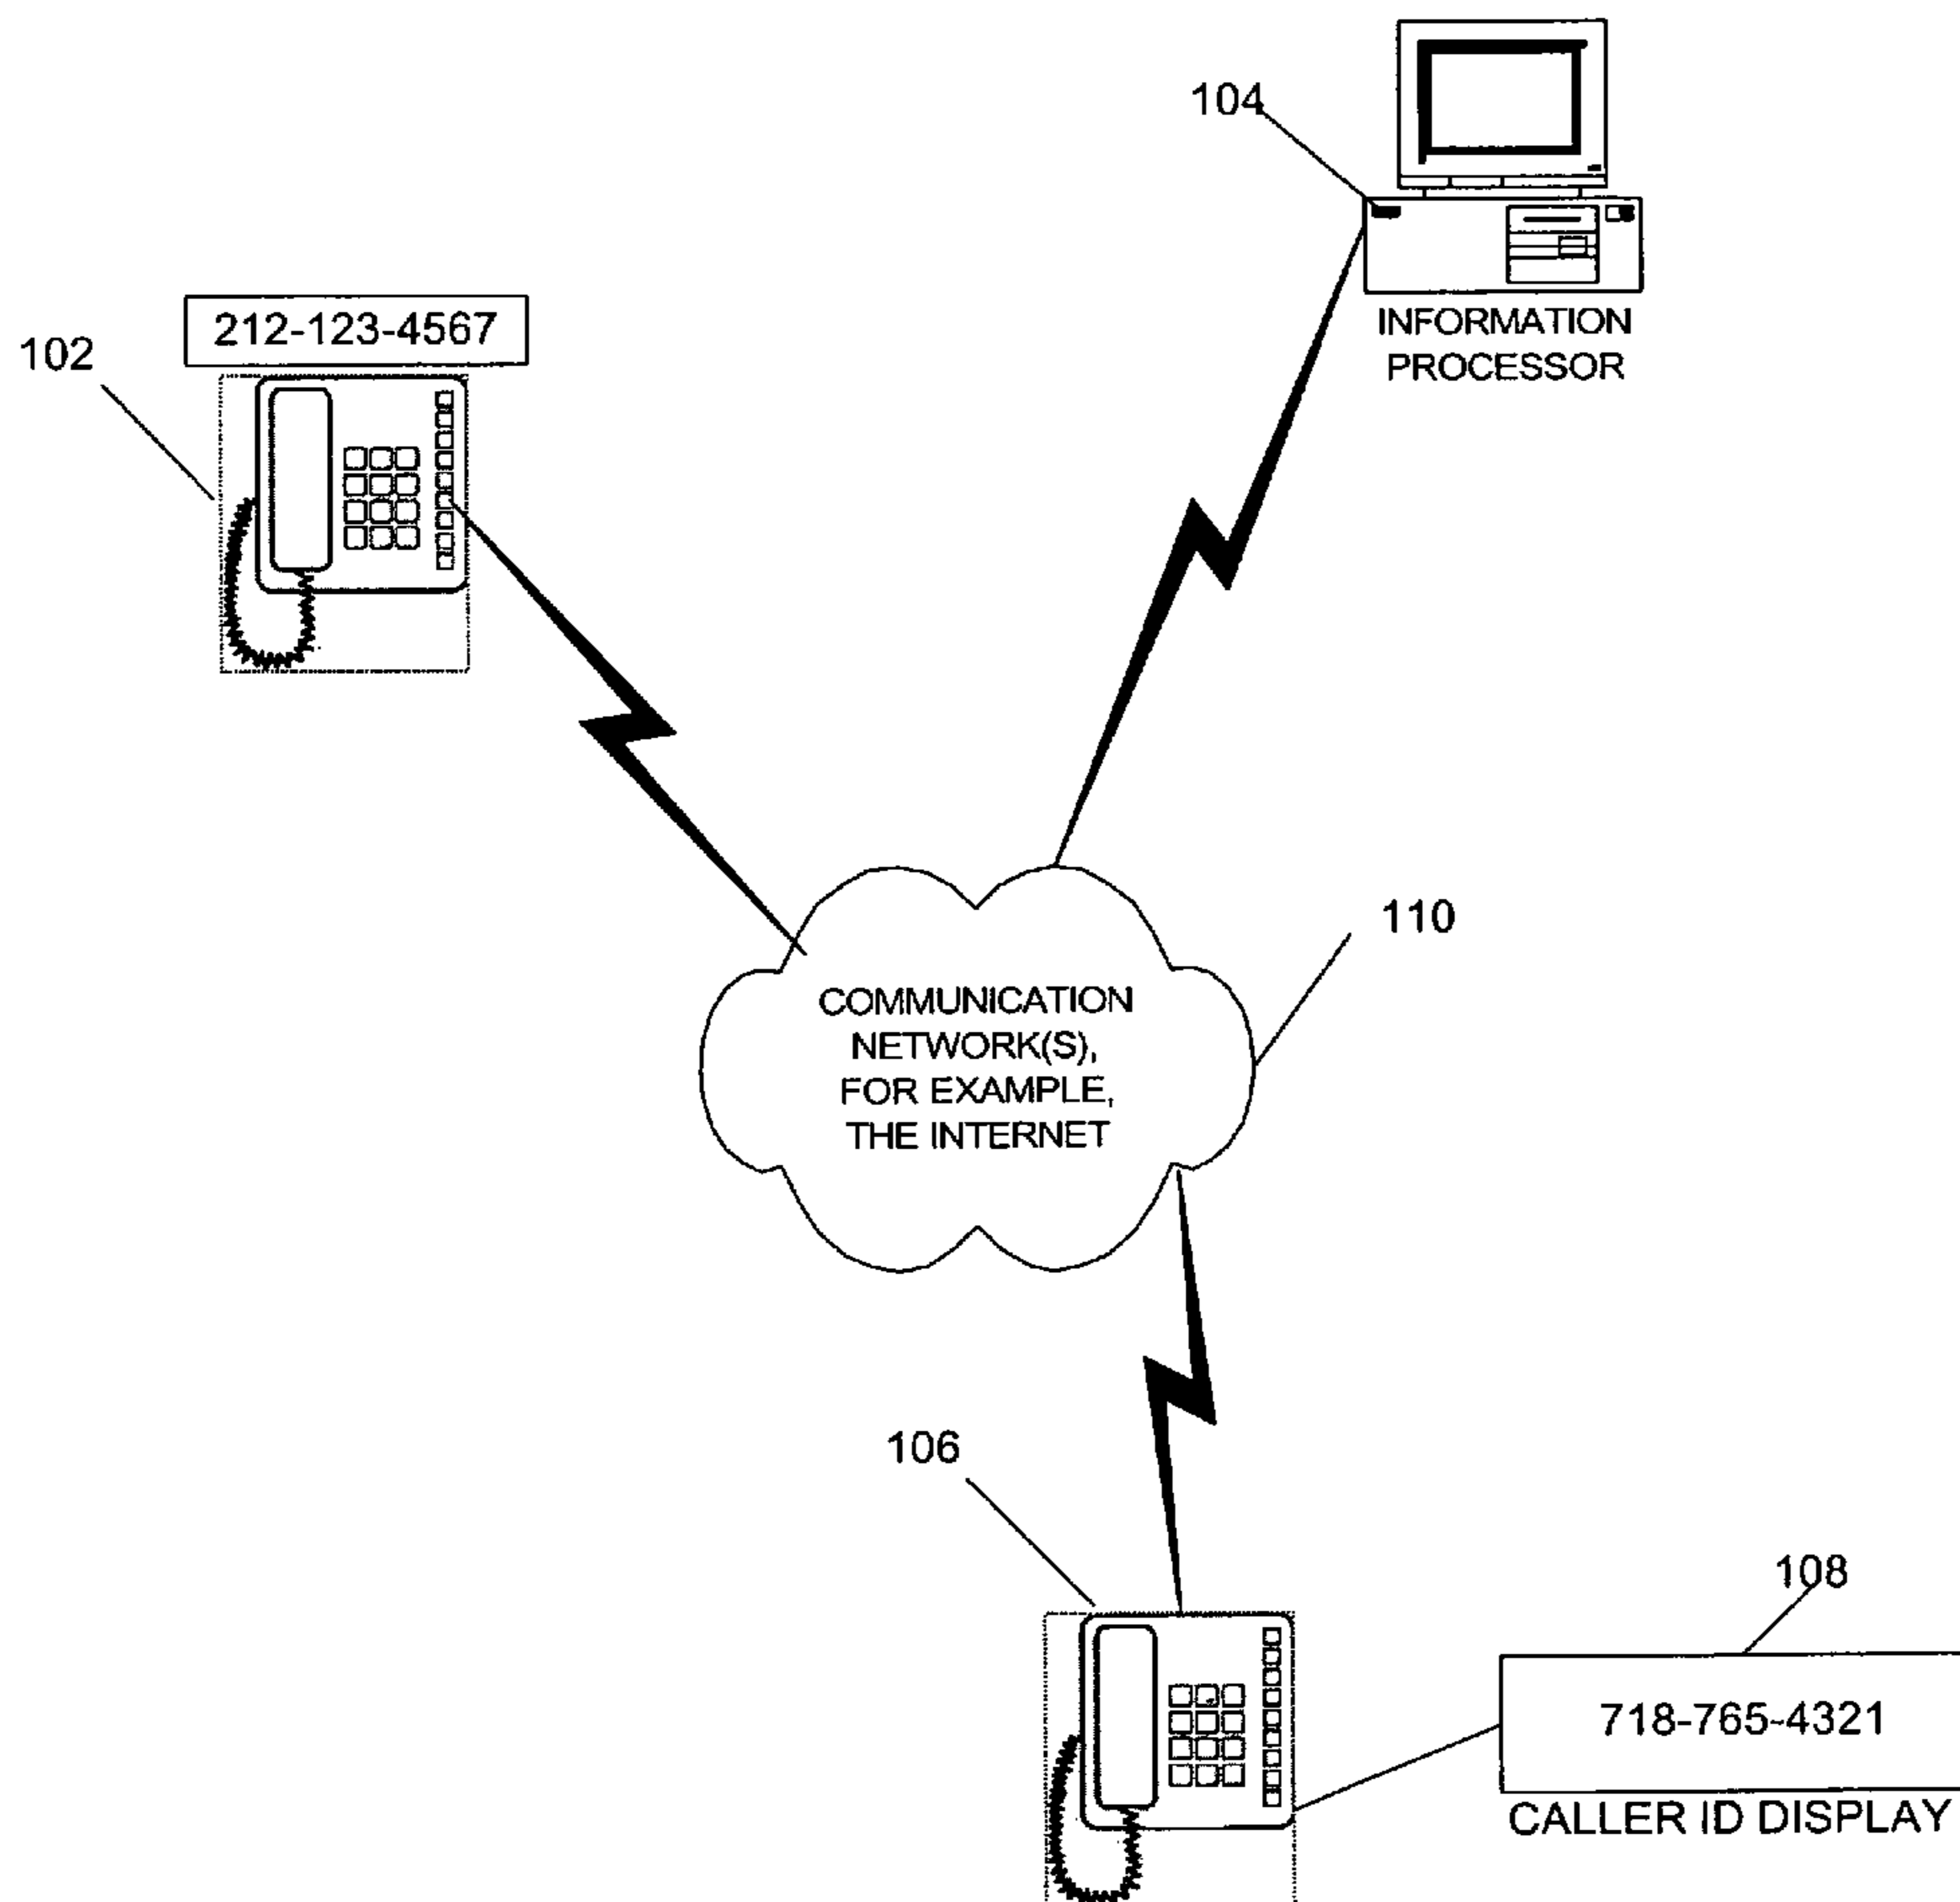 104
INFORMATION
PROCESSOR
212-123-4567
102
110
COMMUNICATION
NETWORK(S),
FOR EXAMPLE,
THE INTERNET
106
108
718-765-4321
CALLER ID DISPLAY